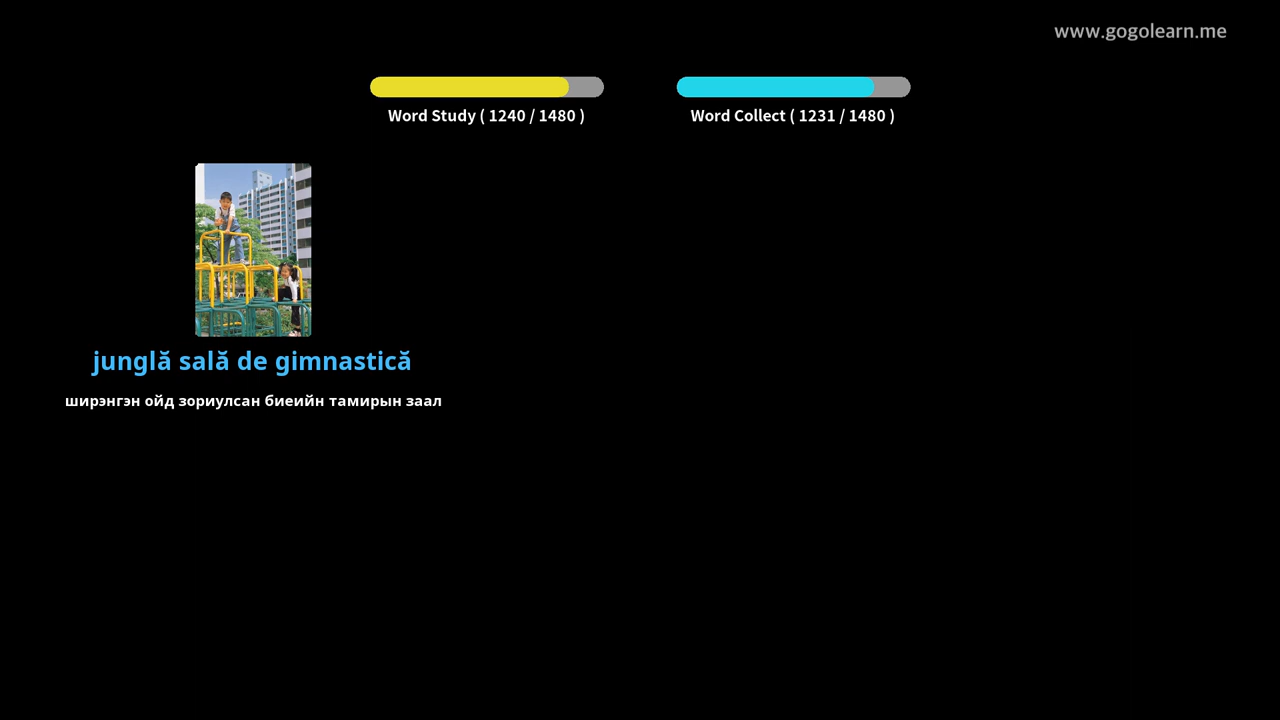 www.gogolearn.me
Word Study ( 1240 / 1480 )
Word Collect ( 1231 / 1480 )
junglă sală de gimnastică
ширэнгэн ойд зориулсан биеийн тамирын заал